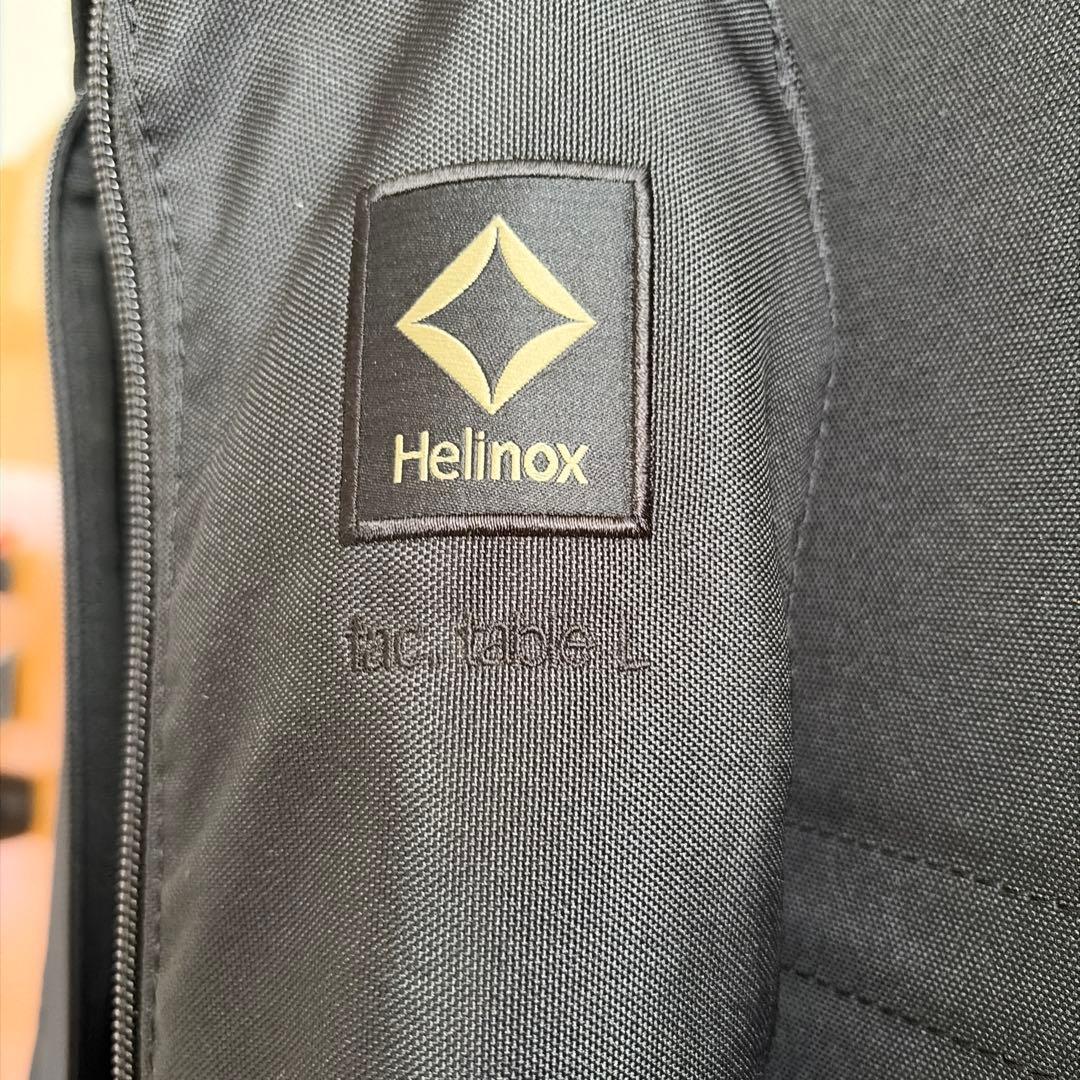 Helinox
tac. table L